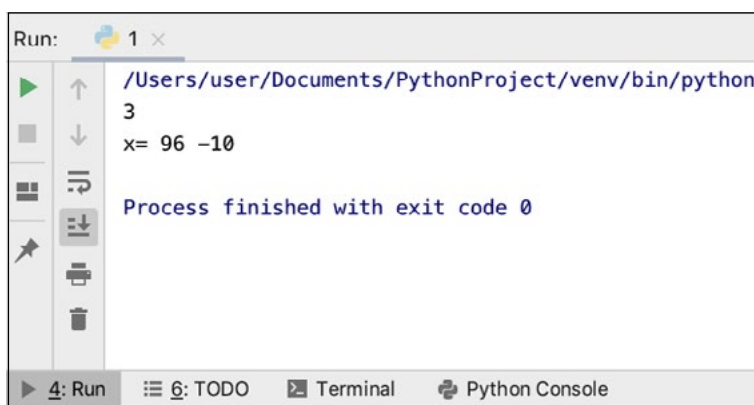 Run: 1
/Users/user/Documents/PythonProject/venv/bin/python
3
x= 96 -10
Process finished with exit code 0
4: Run 6: TODO Terminal Python Console